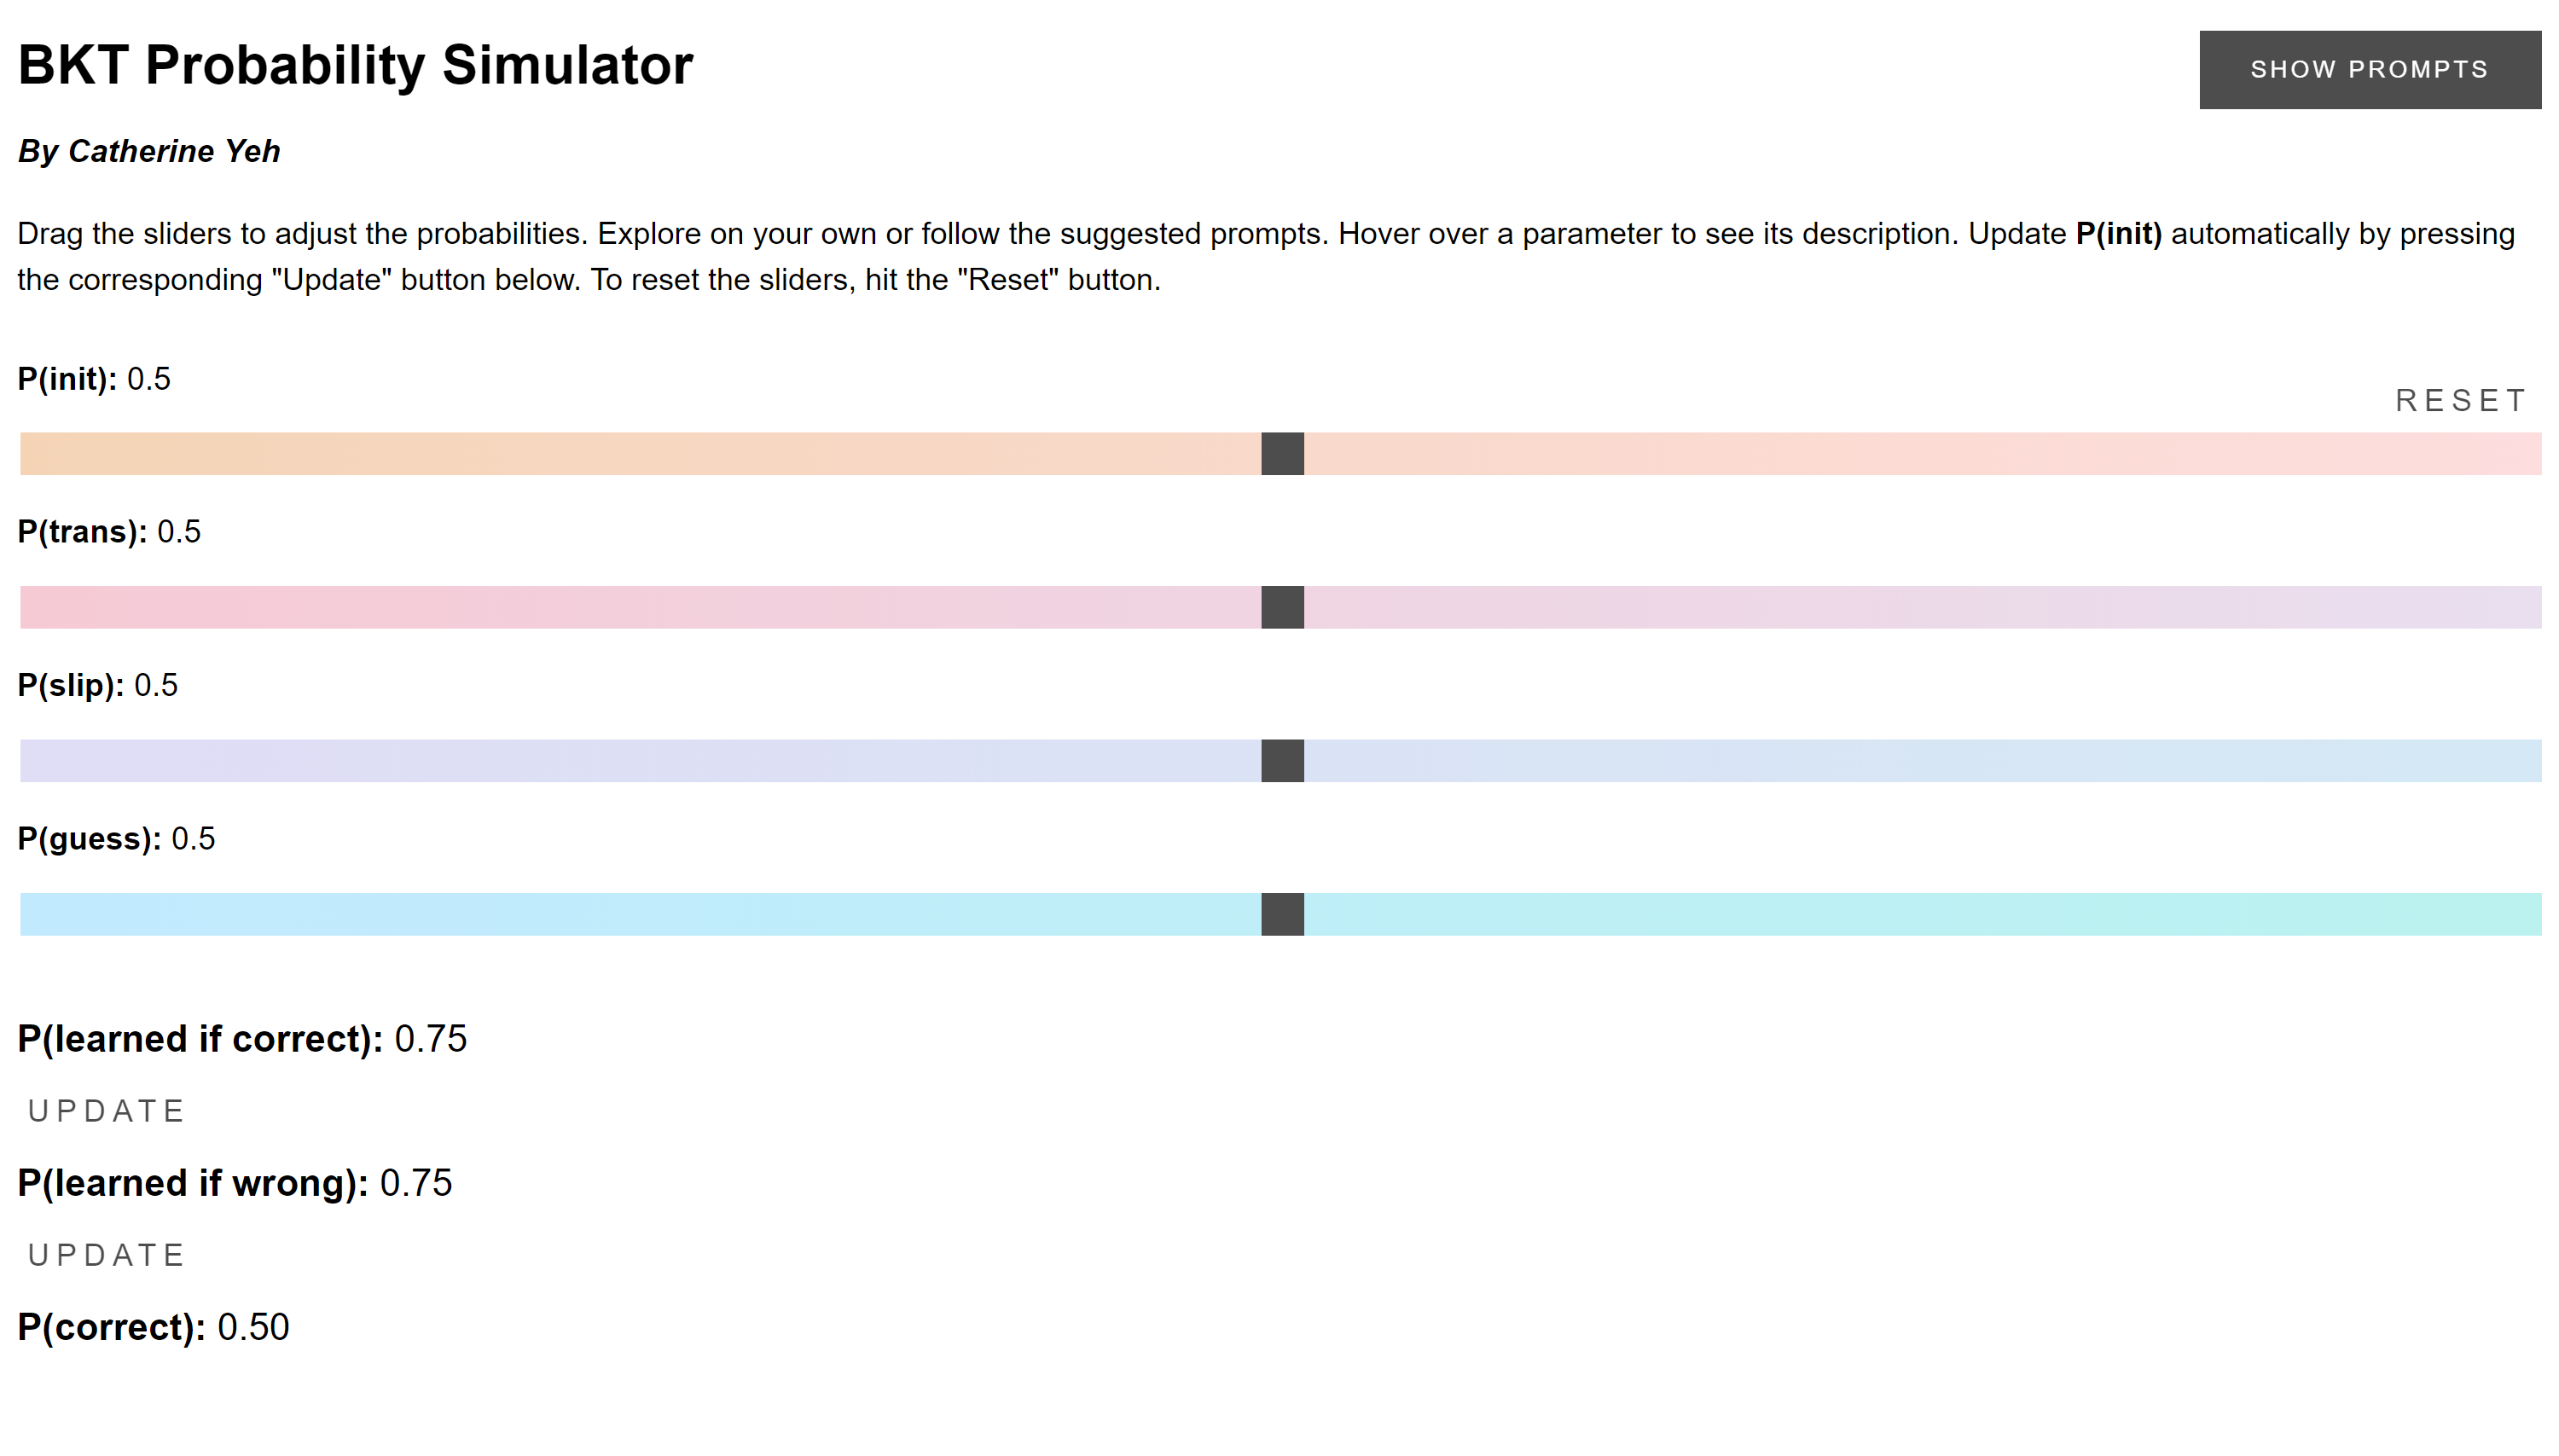 BKT Probability Simulator
SHOW PROMPTS
By Catherine Yeh
Drag the sliders to adjust the probabilities. Explore on your own or follow the suggested prompts. Hover over a parameter to see its description. Update P(init) automatically by pressing
the corresponding "Update" button below. To reset the sliders, hit the "Reset" button.
P(init): 0.5
RESET
P(trans): 0.5
P(slip): 0.5
P(guess): 0.5
P(learned if correct): 0.75
UPDATE
P(learned if wrong): 0.75
UPDATE
P(correct): 0.50